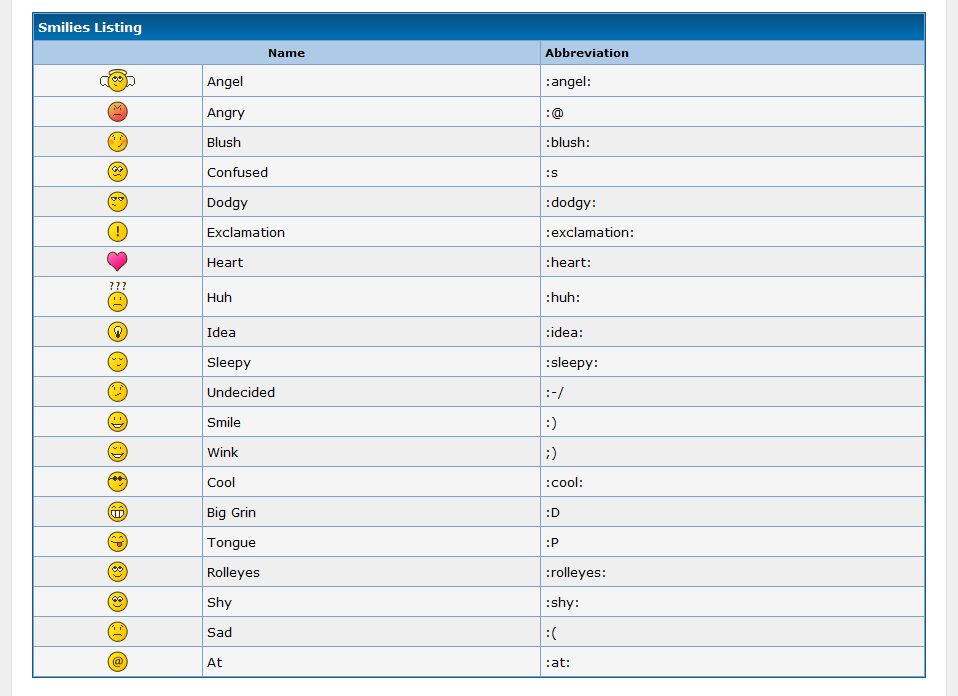 Smilies Listing
Name Abbreviation
Angel :angel:
Angry :@
Blush :blush:
Confused :s
Dodgy :dodgy:
! Exclamation :exclamation:
Heart :heart:
???
Huh :huh:
Idea :idea:
Sleepy :sleepy:
Undecided :-/
Smile :)
Wink ;)
Cool :cool:
Big Grin :D
Tongue :P
Rolleyes :rolleyes:
Shy :shy:
Sad :(
@ At :at: